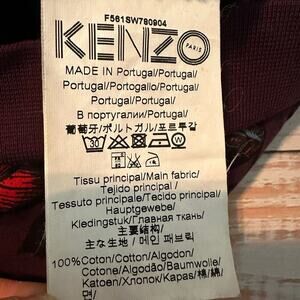 F561SW790904
KENZO
PARIS
MADE IN Portugal/Portugal/
Portugal/Portogallo/Portugal/
Portugal/Portugal/
В португалии/Portugal/
葡萄牙/ポルトガル/포르투갈
30
Tissu principal/Main fabric/
Tejido principal/
Tessuto principale/Tecido principal/
Hauptgewebe/
Kledingstuk/Главная ткань/
主要结构/
主な生地/메인 패브릭
100%Coton/Cotton/Algodon/
Cotone/Algodão/Baumwolle/
Katoen/Хлопок/Kapas/棉/綿/
면/